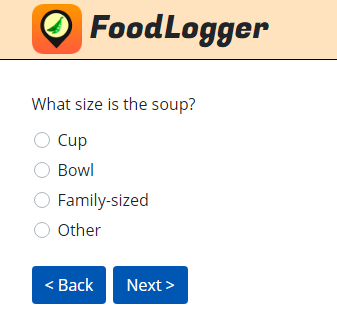 FoodLogger
What size is the soup?
Cup
Bowl
Family-sized
Other
< Back Next >